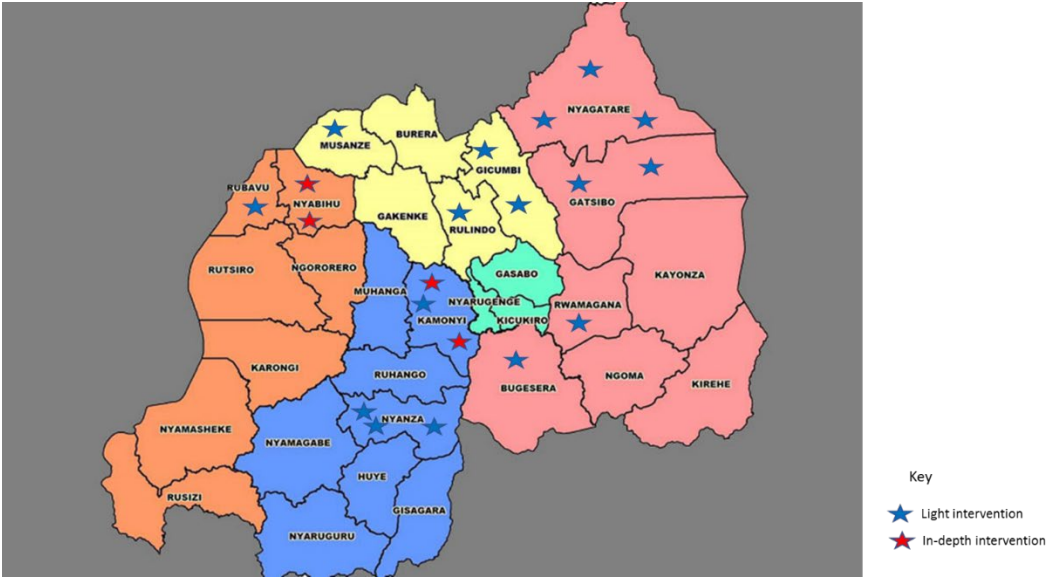 NYAGATARE
BURERA
MUSANZE
GICUMBI
RUBAVU
NYABIHU
GATSIBO
GAKENKE
RULINDO
RUTSIRO
NGORORERO
GASABO
KAYONZA
MUHANGA
NYARUGENGE
RWAMAGANA
KAMONYI
KICUKIRO
KARONGI
RUHANGO
NGOMA
KIREHE
BUGESERA
NYANZA
NYAMASHEKE
NYAMAGABE
HUYE
RUSIZI
GISAGARA
NYARUGURU
Key
Light intervention
In-depth intervention